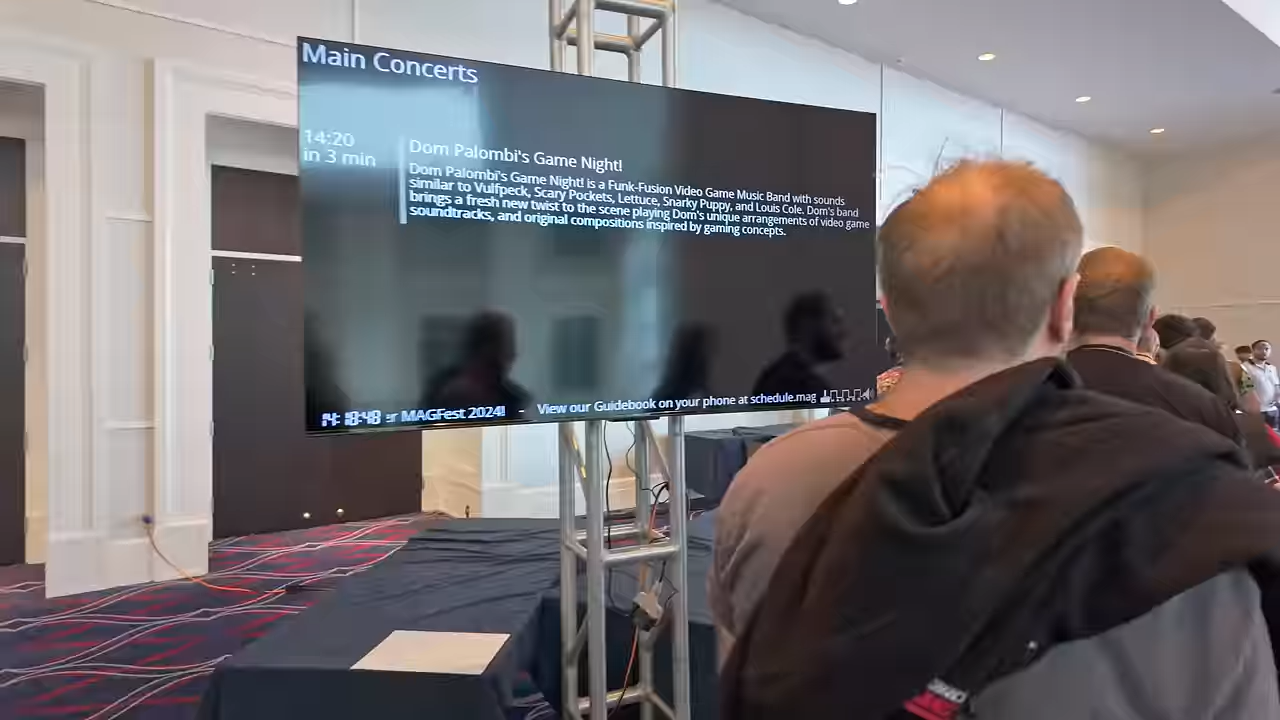 Main Concerts
14:20
in 3 min
Dom Palombi's Game Night!
Dom Palombi's Game Night! is a Funk-Fusion Video Game Music Band with sounds
similar to Vulfpeck, Scary Pockets, Lettuce, Snarky Puppy, and Louis Cole. Dom's band
brings a fresh new twist to the scene playing Dom's unique arrangements of video game
soundtracks, and original compositions inspired by gaming concepts.
MAGFest 2024! - View our Guidebook on your phone at schedule.mag